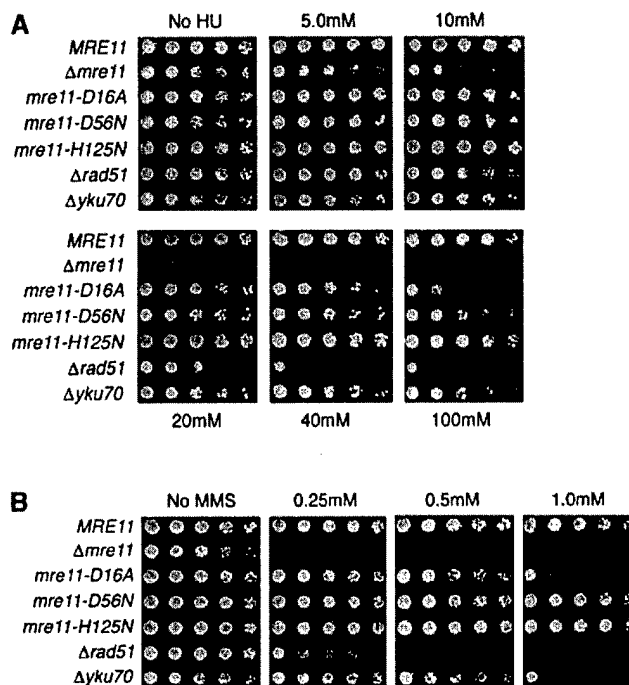 A
No HU 5.0mM 10mM
MRE11
Δmre11
mre11-D16A
mre11-D56N
mre11-H125N
Δrad51
Δyku70
MRE11
Δmre11
mre11-D16A
mre11-D56N
mre11-H125N
Δrad51
Δyku70
20mM 40mM 100mM
B
No MMS 0.25mM 0.5mM 1.0mM
MRE11
Δmre11
mre11-D16A
mre11-D56N
mre11-H125N
Δrad51
Δyku70